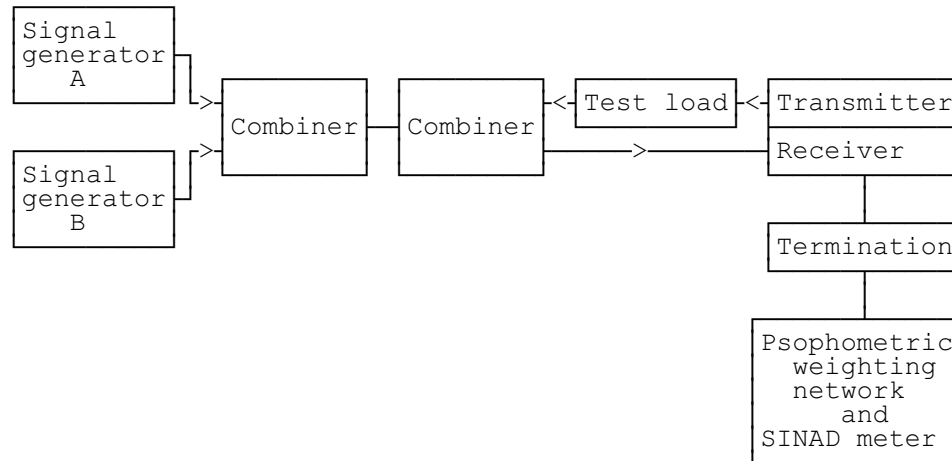 Signal
generator
A
Combiner
Combiner
Test load
Transmitter
Receiver
Signal
generator
B
Termination
Psophometric
weighting
network
and
SINAD meter